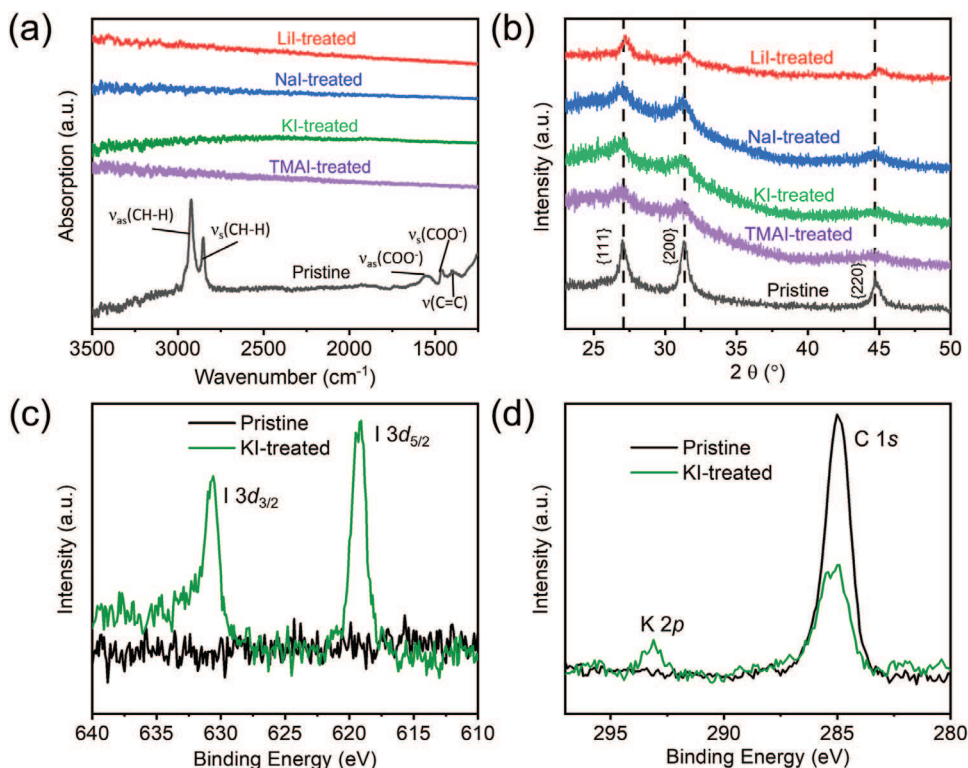 (a)
LiI-treated
NaI-treated
KI-treated
TMAI-treated
νas(CH-H)
νs(CH-H)
νs(COO-)
νas(COO-)
Pristine
ν(C=C)
Absorption (a.u.)
3500 3000 2500 2000 1500
Wavenumber (cm-1)
(b)
LiI-treated
NaI-treated
KI-treated
TMAI-treated
{111}
{200}
{220}
Pristine
Intensity (a.u.)
25 30 35 40 45 50
2 θ (°)
(c)
Pristine
KI-treated
I 3d5/2
I 3d3/2
Intensity (a.u.)
640 635 630 625 620 615 610
Binding Energy (eV)
(d)
Pristine
KI-treated
C 1s
K 2p
Intensity (a.u.)
295 290 285 280
Binding Energy (eV)